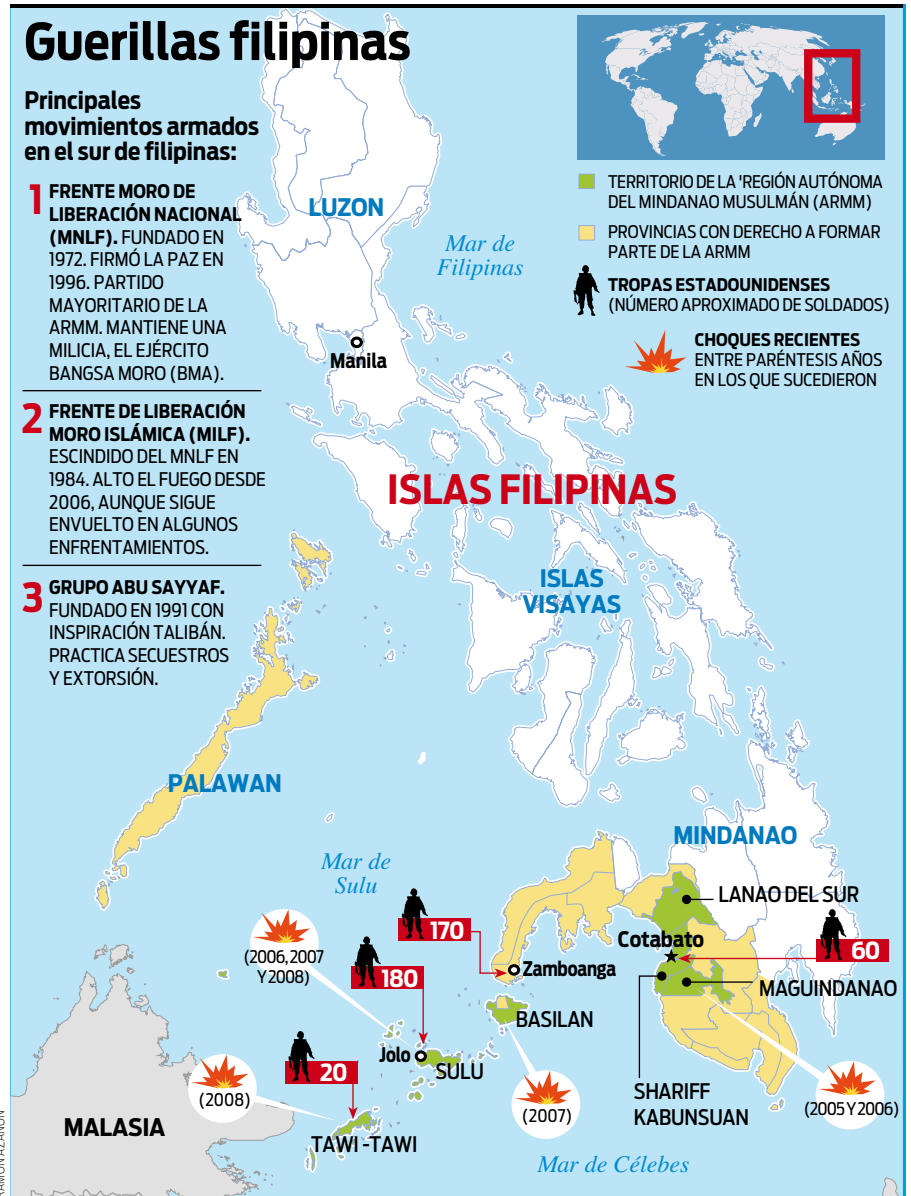 Guerillas filipinas
Principales
movimientos armados
en el sur de filipinas:
1 FRENTE MORO DE
LIBERACIÓN NACIONAL
(MNLF). FUNDADO EN
1972. FIRMÓ LA PAZ EN
1996. PARTIDO
MAYORITARIO DE LA
ARMM. MANTIENE UNA
MILICIA, EL EJÉRCITO
BANGSA MORO (BMA).
2 FRENTE DE LIBERACIÓN
MORO ISLÁMICA (MILF).
ESCINDIDO DEL MNLF EN
1984. ALTO EL FUEGO DESDE
2006, AUNQUE SIGUE
ENVUELTO EN ALGUNOS
ENFRENTAMIENTOS.
3 GRUPO ABU SAYYAF.
FUNDADO EN 1991 CON
INSPIRACIÓN TALIBÁN.
PRACTICA SECUESTROS
Y EXTORSIÓN.
TERRITORIO DE LA 'REGIÓN AUTÓNOMA
DEL MINDANAO MUSULMÁN (ARMM)
PROVINCIAS CON DERECHO A FORMAR
PARTE DE LA ARMM
TROPAS ESTADOUNIDENSES
(NÚMERO APROXIMADO DE SOLDADOS)
CHOQUES RECIENTES
ENTRE PARÉNTESIS AÑOS
EN LOS QUE SUCEDIERON
LUZON
Mar de
Filipinas
Manila
ISLAS FILIPINAS
ISLAS
VISAYAS
PALAWAN
MINDANAO
Mar de
Sulu
LANAO DEL SUR
170
Cotabato
60
(2006,2007
Y2008)
180
Zamboanga
MAGUINDANAO
BASILAN
Jolo
SULU
20
(2008)
(2007)
SHARIFF
KABUNSUAN
(2005 Y 2006)
MALASIA
TAWI -TAWI
Mar de Célebes
RAMÓN AZAÑÓN